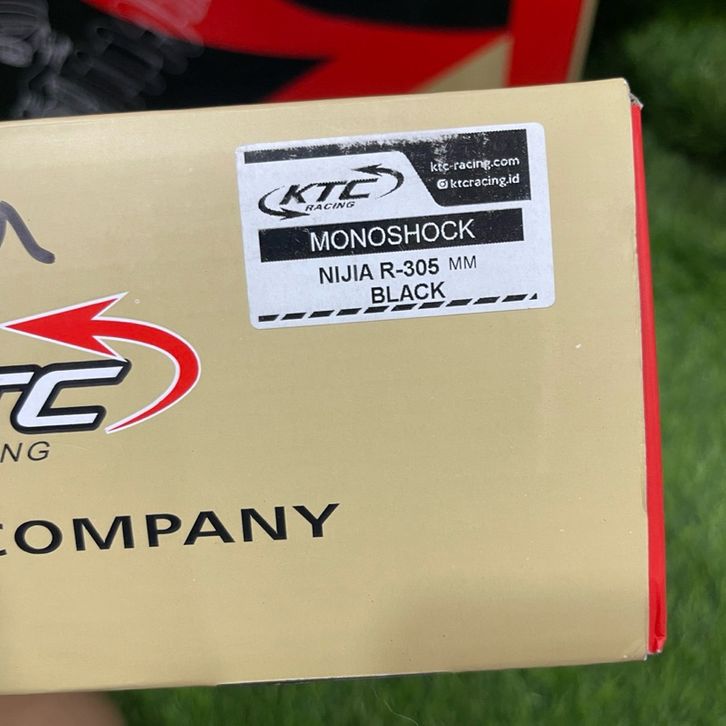 ktc-racing.com
ktcracing.id
KTC
RACING
MONOSHOCK
NIJIA R-305 MM
BLACK
TC
NG
COMPANY